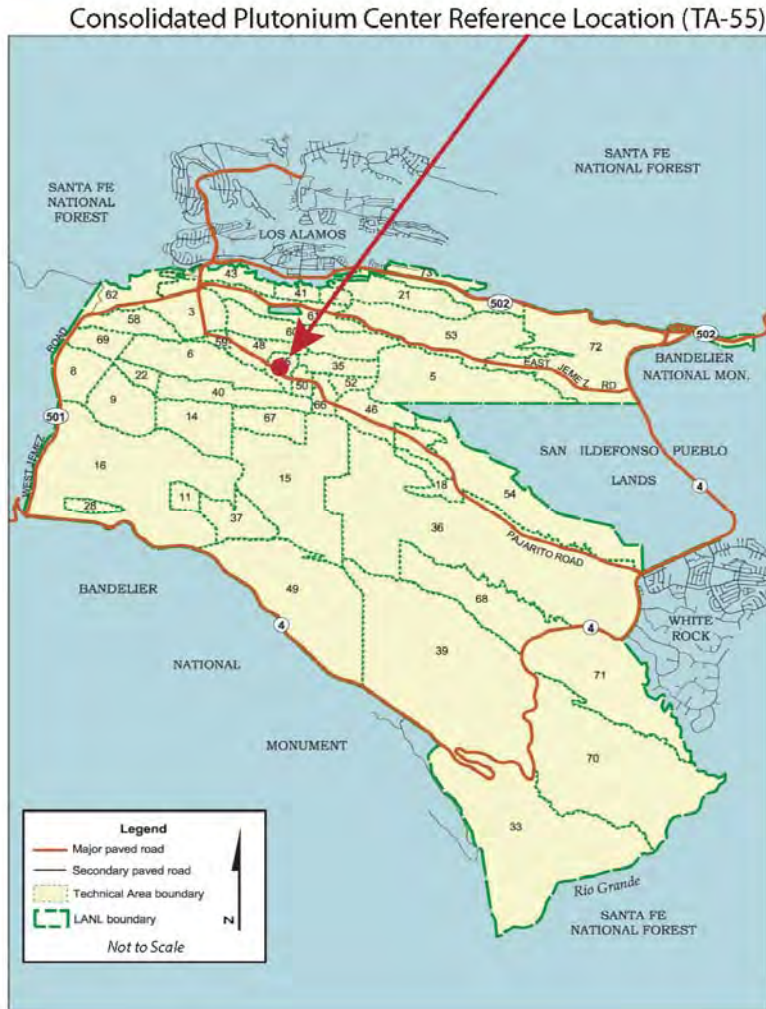 Consolidated Plutonium Center Reference Location (TA-55)
SANTA FE
NATIONAL FOREST
SANTA FE
NATIONAL
FOREST
LOS ALAMOS
43
73
62
41
21
502
3
61
58
60
53
72
502
59
48
69
6
35
EAST JEMEZ RD
BANDELIER
NATIONAL MON.
ROAD
8
22
50
52
5
40
66
46
9
501
14
67
SAN ILDEFONSO PUEBLO
LANDS
WEST JEMEZ
16
15
18
54
4
11
28
37
36
PAJARITO ROAD
BANDELIER
49
68
WHITE
ROCK
4
4
NATIONAL
39
71
MONUMENT
70
33
Legend
Major paved road
Secondary paved road
Technical Area boundary
LANL boundary
N
Not to Scale
Rio Grande
SANTA FE
NATIONAL FOREST